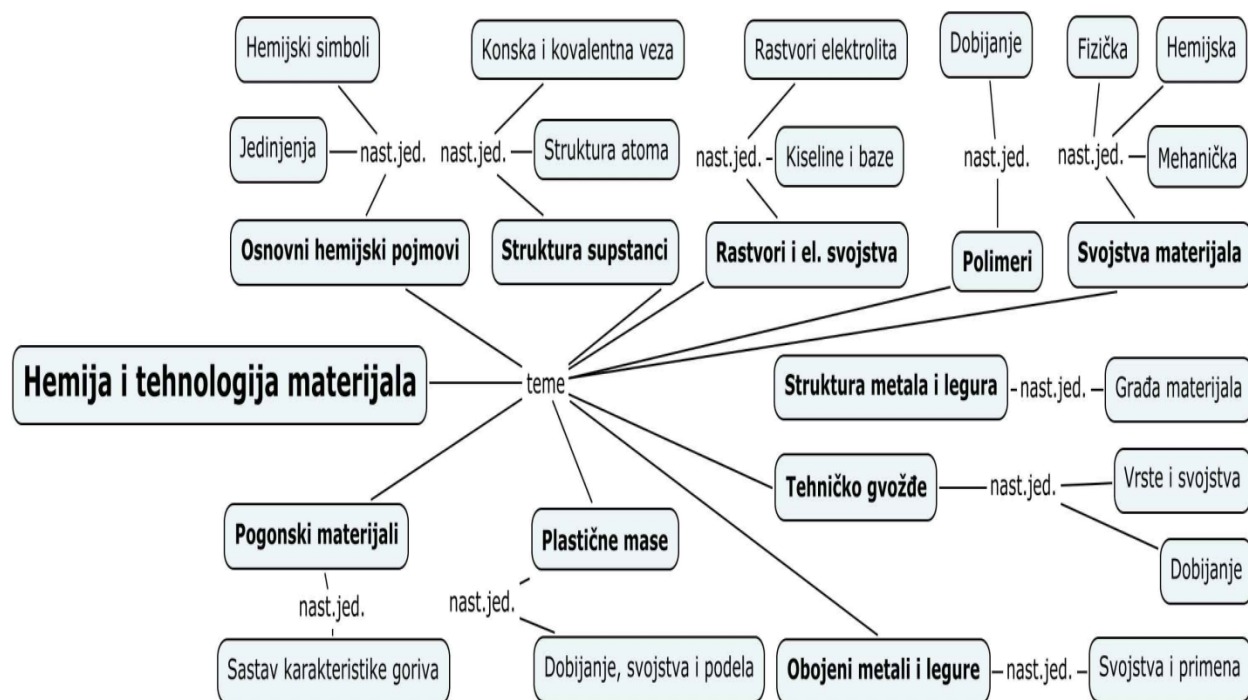 Hemijski simboli
Konska i kovalentna veza
Rastvori elektrolita
Dobijanje
Fizička
Hemijska
Jedinjenja
nast.jed.
nast.jed.
Struktura atoma
nast.jed.
Kiseline i baze
nast.jed.
nast.jed.
Mehanička
Osnovni hemijski pojmovi
Struktura supstanci
Rastvori i el. svojstva
Polimeri
Svojstva materijala
Hemija i tehnologija materijala
teme
Struktura metala i legura
nast.jed.
Građa materijala
Tehničko gvožđe
nast.jed.
Vrste i svojstva
Pogonski materijali
Plastične mase
Dobijanje
nast.jed.
nast.jed.
Sastav karakteristike goriva
Dobijanje, svojstva i podela
Obojeni metali i legure
nast.jed.
Svojstva i primena